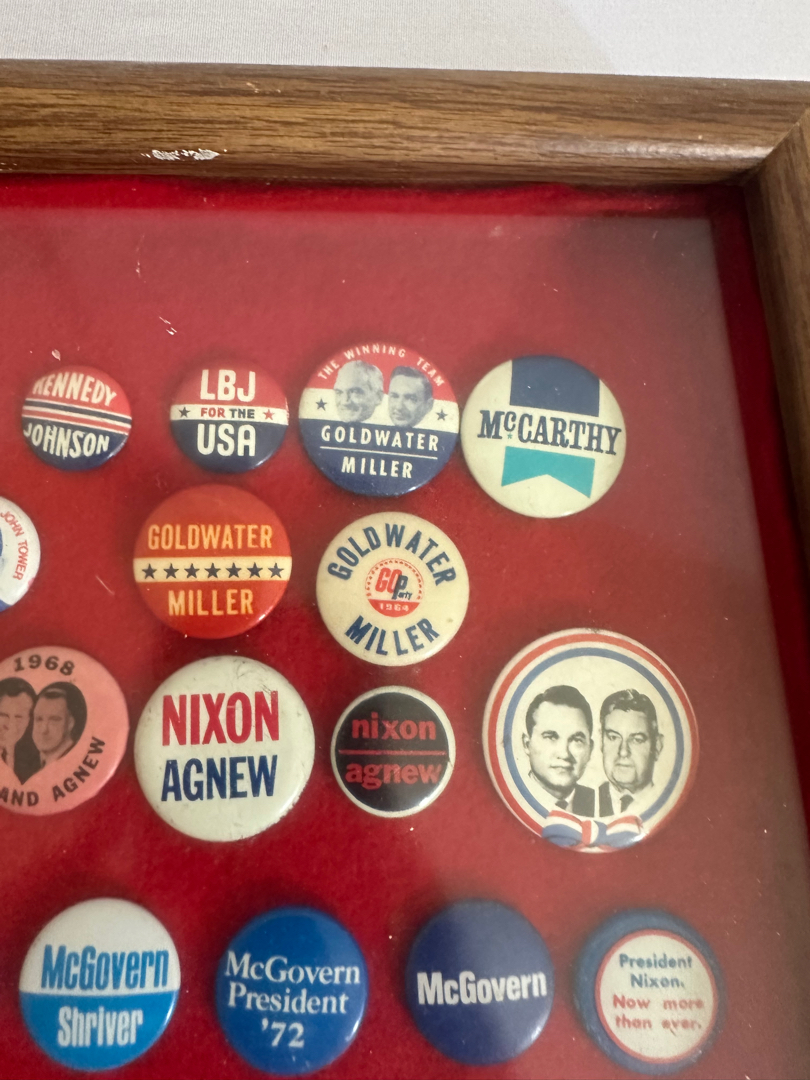 KENNEDY
JOHNSON
LBJ
FOR THE
USA
THE WINNING TEAM
GOLDWATER
MILLER
McCARTHY
JOHN TOWER
GOLDWATER
MILLER
GOLDWATER
GOP
arty
1964
MILLER
1968
AND AGNEW
NIXON
AGNEW
nixon
agnew
McGovern
Shriver
McGovern
President
'72
McGovern
President
Nixon.
Now more
than ever.